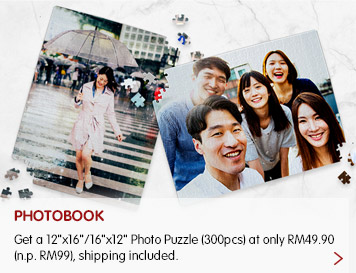 PHOTOBOOK
Get a 12"x16"/16"x12" Photo Puzzle (300pcs) at only RM49.90
(n.p. RM99), shipping included.